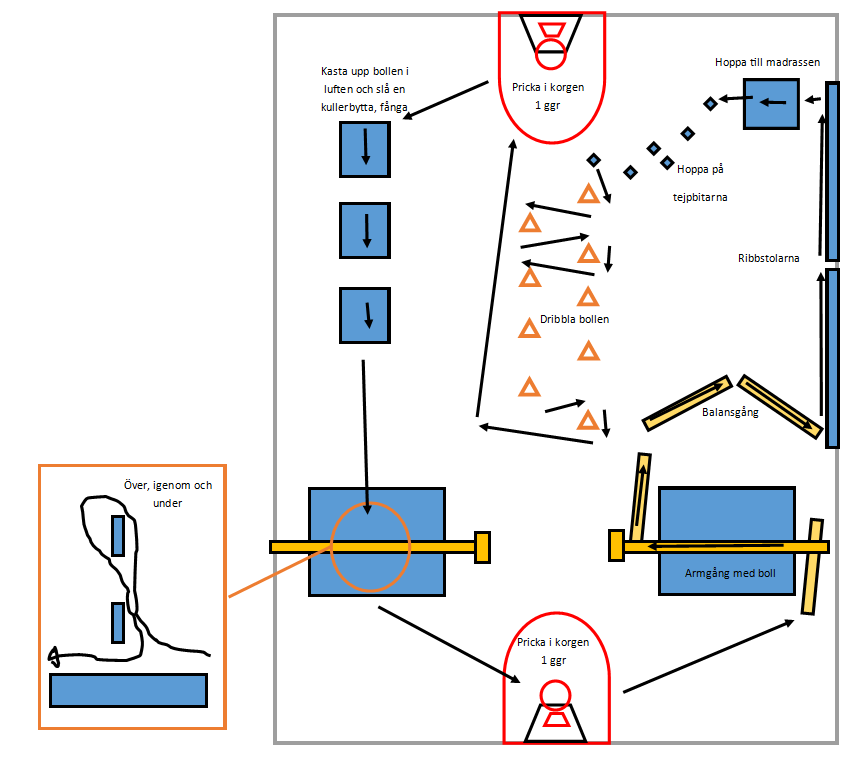 Kasta upp bollen i
luften och slå en
kullerbytta, fånga
Pricka i korgen
1 ggr
Hoppa till madrassen
Hoppa på
tejpbitarna
Ribbstolarna
Dribbla bollen
Balansgång
Över, igenom och
under
Armgång med boll
Pricka i korgen
1 ggr